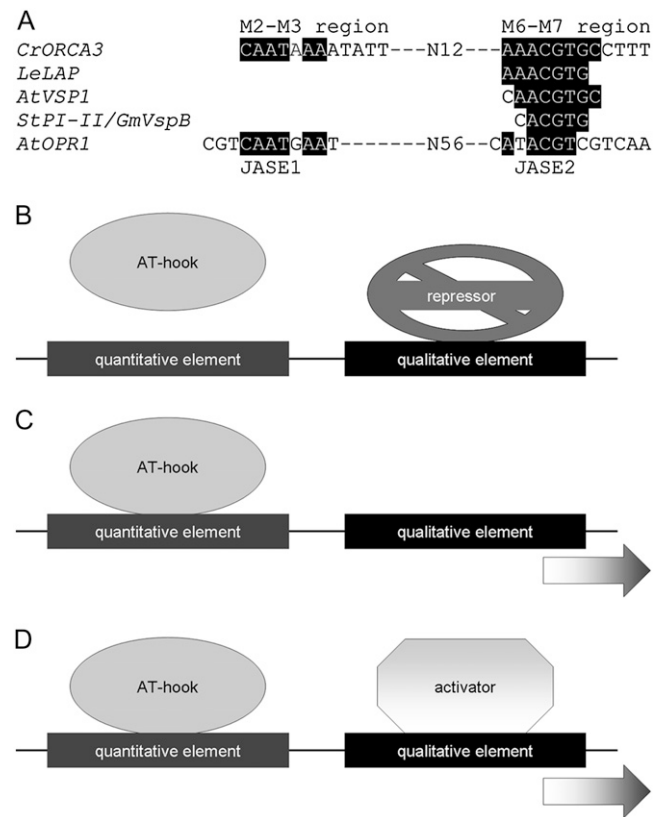 A
M2-M3 region M6-M7 region
CrORCA3 CAATAAAATATT---N12---AAACGTGCCTTT
LeLAP AAACGTG
AtVSP1 CAACGTGC
StPI-II/GmVspB CACGTG
AtOPR1 CGTCAATGAAT-------N56--CATACGTCGTCAA
JASE1 JASE2
B
AT-hook repressor
quantitative element qualitative element
C
AT-hook
quantitative element qualitative element
D
AT-hook activator
quantitative element qualitative element